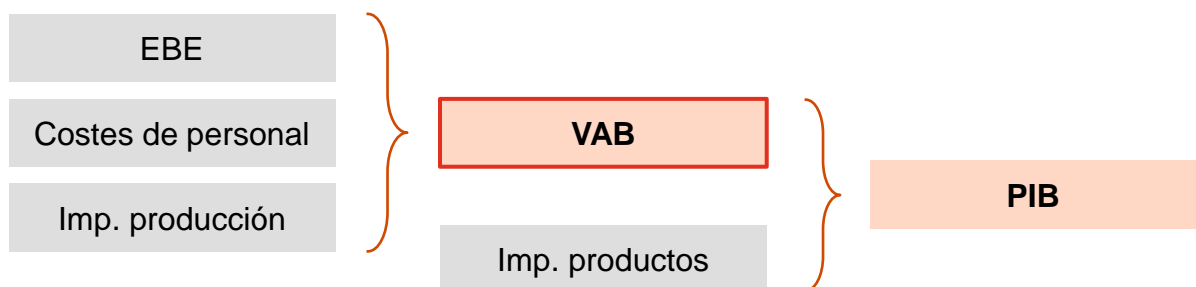 EBE
Costes de personal
Imp. producción
VAB
Imp. productos
PIB